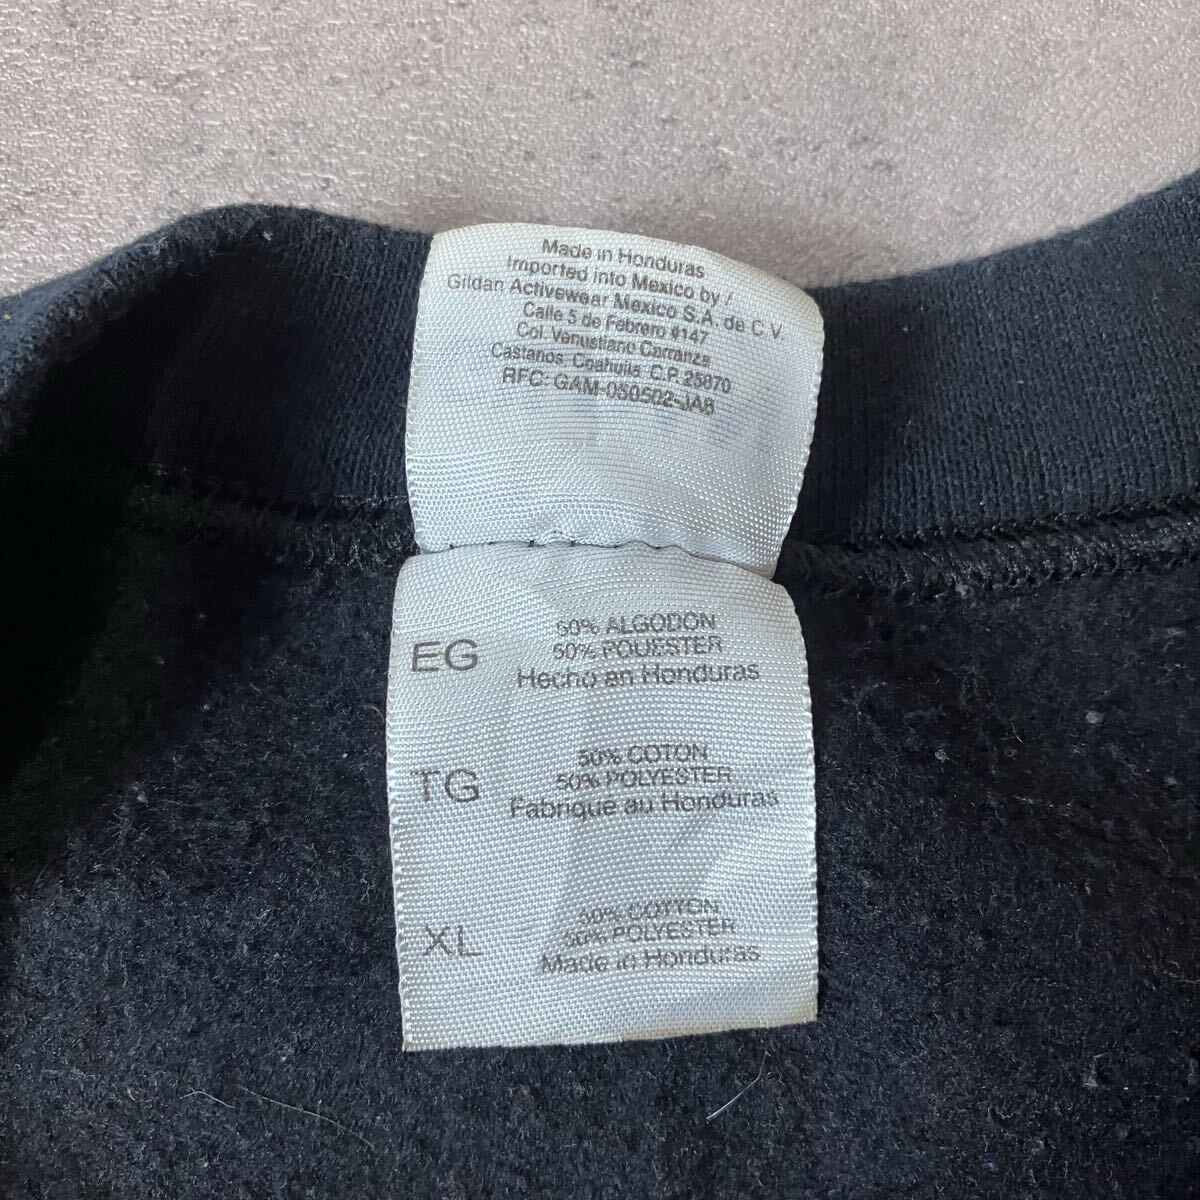 Made in Honduras
Imported into Mexico by /
Gildan Activewear Mexico S.A. de C.V.
Calle 5 de Febrero #147
Col. Venustiano Carranza
Castanos, Coahuila C.P. 25870
RFC: GAM-050502-JA8
EG
50% ALGODON
50% POLIESTER
Hecho en Honduras
TG
50% COTON
50% POLYESTER
Fabrique au Honduras
XL
50% COTTON
50% POLYESTER
Made in Honduras